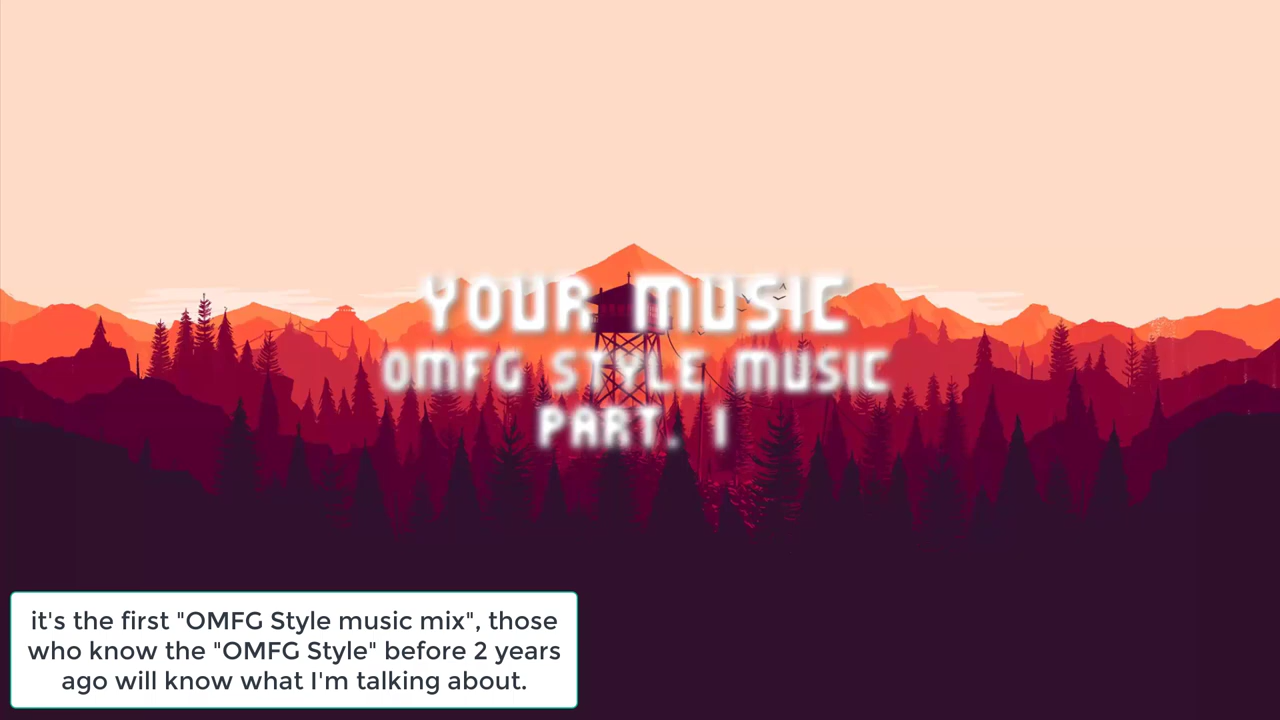 YOUR MUSIC
OMFG STYLE MUSIC
PART. I
it's the first "OMFG Style music mix", those
who know the "OMFG Style" before 2 years
ago will know what I'm talking about.